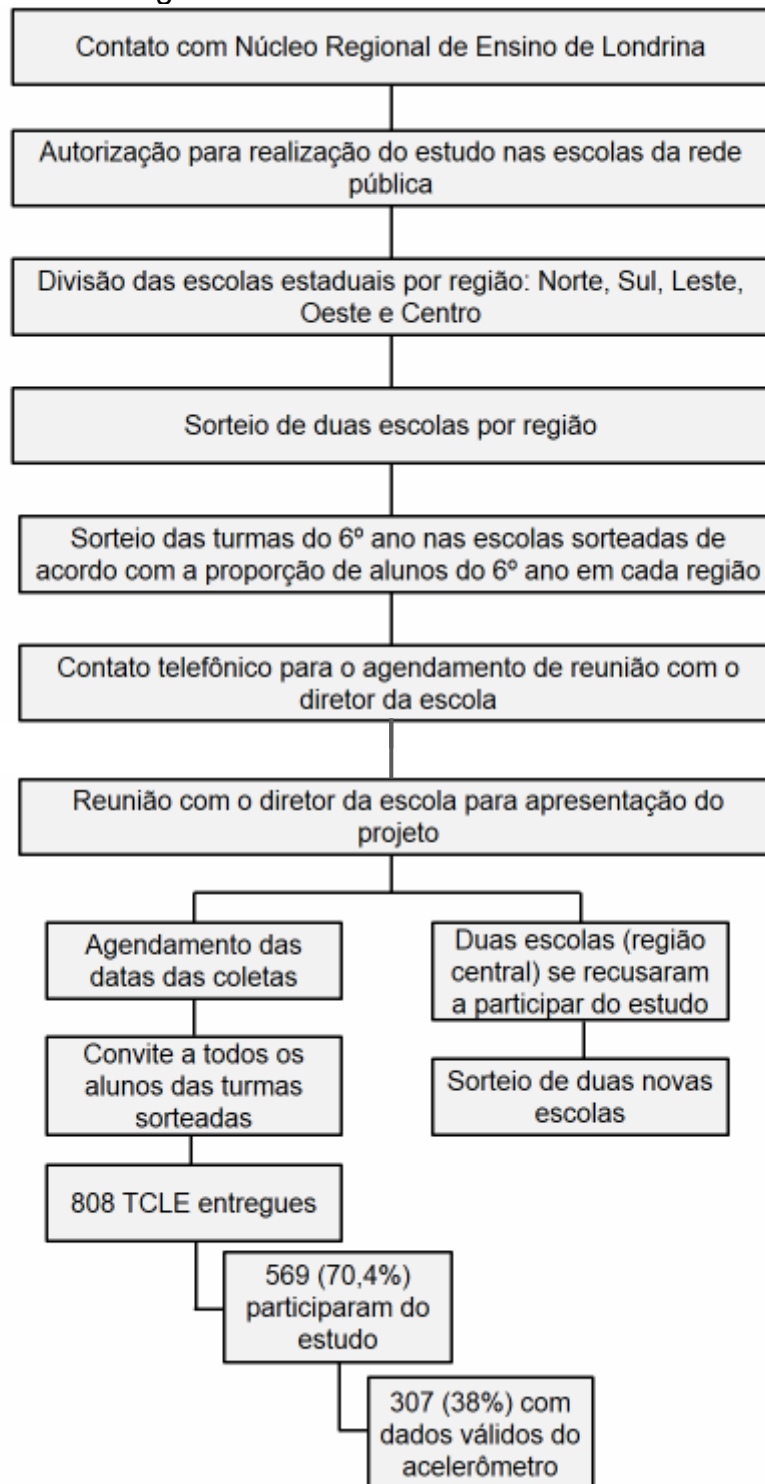 Contato com Núcleo Regional de Ensino de Londrina
Autorização para realização do estudo nas escolas da rede
pública
Divisão das escolas estaduais por região: Norte, Sul, Leste,
Oeste e Centro
Sorteio de duas escolas por região
Sorteio das turmas do 6º ano nas escolas sorteadas de
acordo com a proporção de alunos do 6º ano em cada região
Contato telefônico para o agendamento de reunião com o
diretor da escola
Reunião com o diretor da escola para apresentação do
projeto
Agendamento das
datas das coletas
Duas escolas (região
central) se recusaram
a participar do estudo
Convite a todos os
alunos das turmas
sorteadas
Sorteio de duas novas
escolas
808 TCLE entregues
569 (70,4%)
participaram do
estudo
307 (38%) com
dados válidos do
acelerômetro